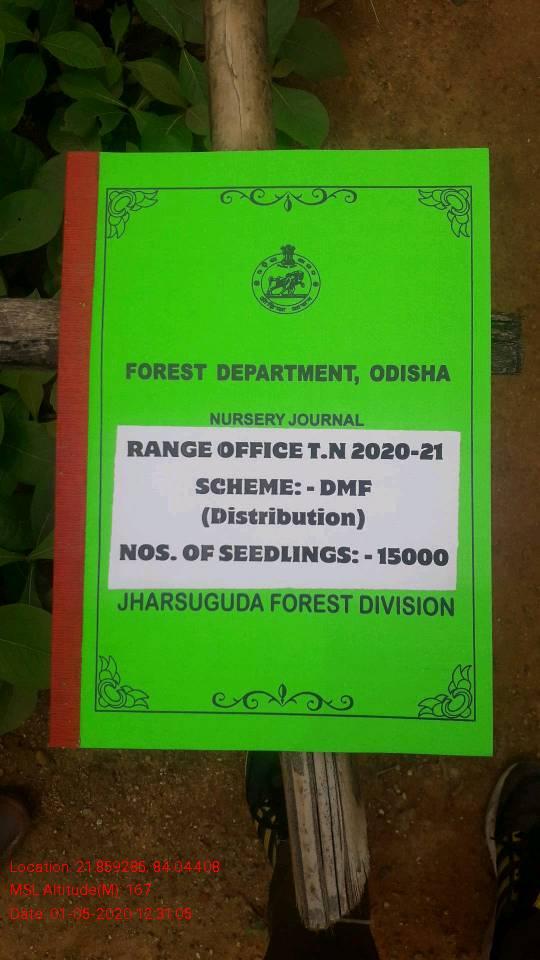 FOREST DEPARTMENT, ODISHA
NURSERY JOURNAL
RANGE OFFICE T.N 2020-21
SCHEME: - DMF
(Distribution)
NOS. OF SEEDLINGS: - 15000
JHARSUGUDA FOREST DIVISION
Location: 21.859286, 84.04408
MSL Altitude(M): 167
Date: 01-05-2020 12:31:05